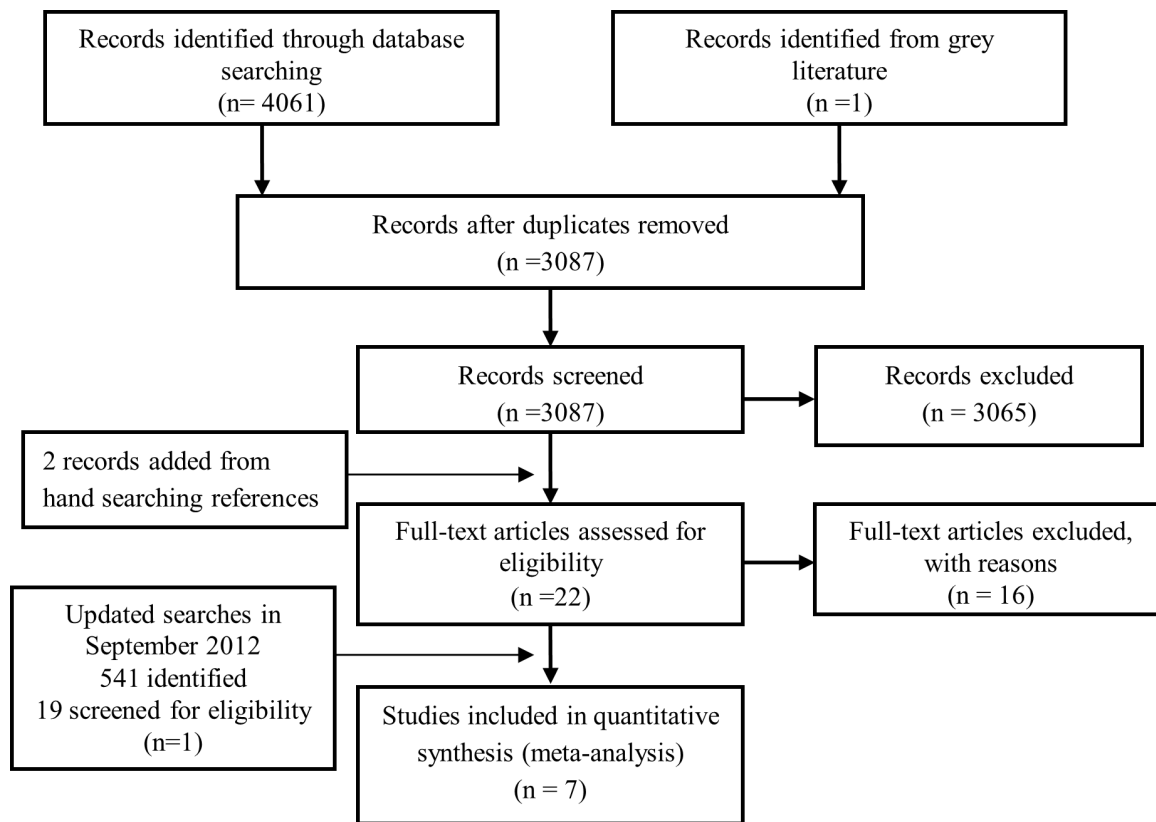 Records identified through database
searching
(n= 4061)
Records identified from grey
literature
(n =1)
Records after duplicates removed
(n =3087)
Records screened
(n =3087)
Records excluded
(n = 3065)
2 records added from
hand searching references
Full-text articles assessed for
eligibility
(n =22)
Full-text articles excluded,
with reasons
(n = 16)
Updated searches in
September 2012
541 identified
19 screened for eligibility
(n=1)
Studies included in quantitative
synthesis (meta-analysis)
(n = 7)